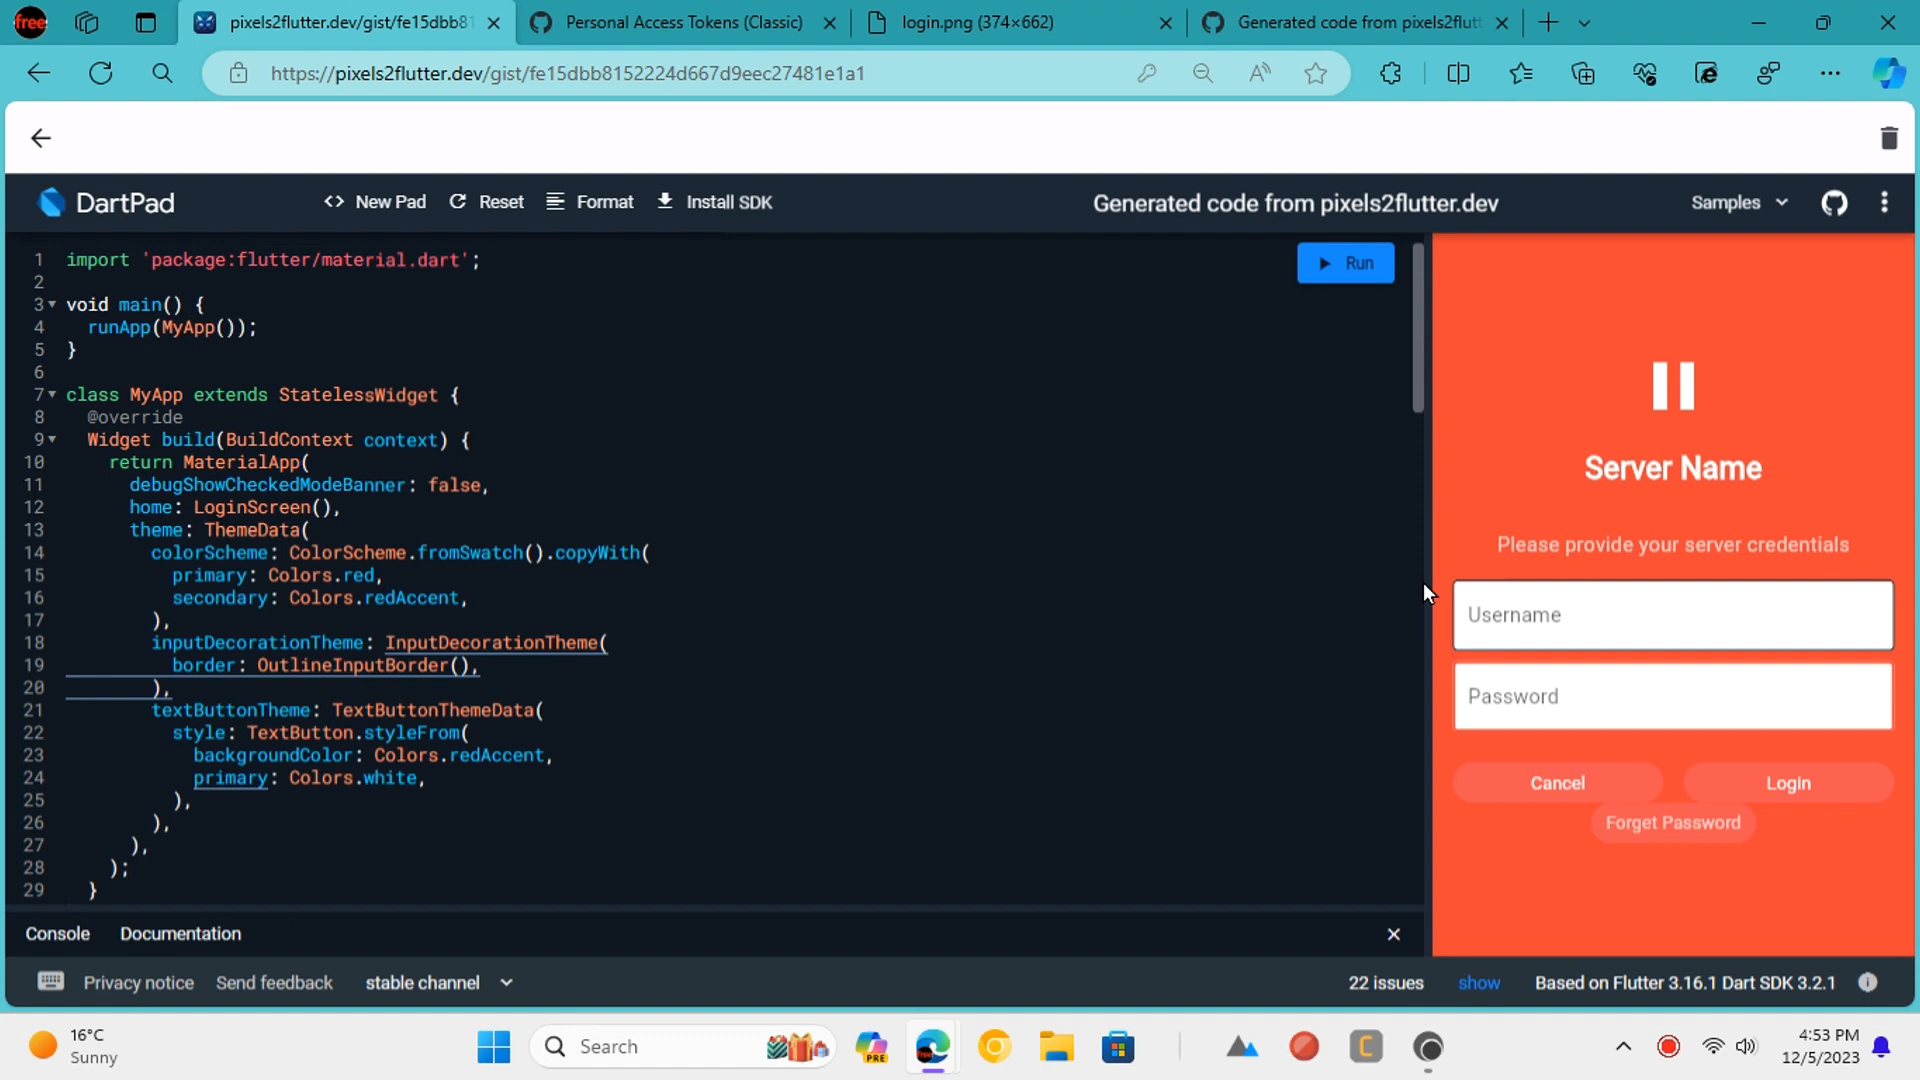 free
pixels2flutter.dev/gist/fe15dbb81
Personal Access Tokens (Classic)
login.png (374×662)
Generated code from pixels2flutt
https://pixels2flutter.dev/gist/fe15dbb8152224d667d9eec27481e1a1
DartPad
<> New Pad
Reset
Format
Install SDK
Generated code from pixels2flutter.dev
Samples
1 import 'package:flutter/material.dart';
2
3 void main() {
4 runApp(MyApp());
5 }
6
7 class MyApp extends StatelessWidget {
8 @override
9 Widget build(BuildContext context) {
10 return MaterialApp(
11 debugShowCheckedModeBanner: false,
12 home: LoginScreen(),
13 theme: ThemeData(
14 colorScheme: ColorScheme.fromSwatch().copyWith(
15 primary: Colors.red,
16 secondary: Colors.redAccent,
17 ),
18 inputDecorationTheme: InputDecorationTheme(
19 border: OutlineInputBorder(),
20 ),
21 textButtonTheme: TextButtonThemeData(
22 style: TextButton.styleFrom(
23 backgroundColor: Colors.redAccent,
24 primary: Colors.white,
25 ),
26 ),
27 ),
28 );
29 }
Run
Server Name
Please provide your server credentials
Username
Password
Cancel
Login
Forget Password
Console
Documentation
Privacy notice
Send feedback
stable channel
22 issues
show
Based on Flutter 3.16.1 Dart SDK 3.2.1
16°C
Sunny
Search
PRE
C
4:53 PM
12/5/2023